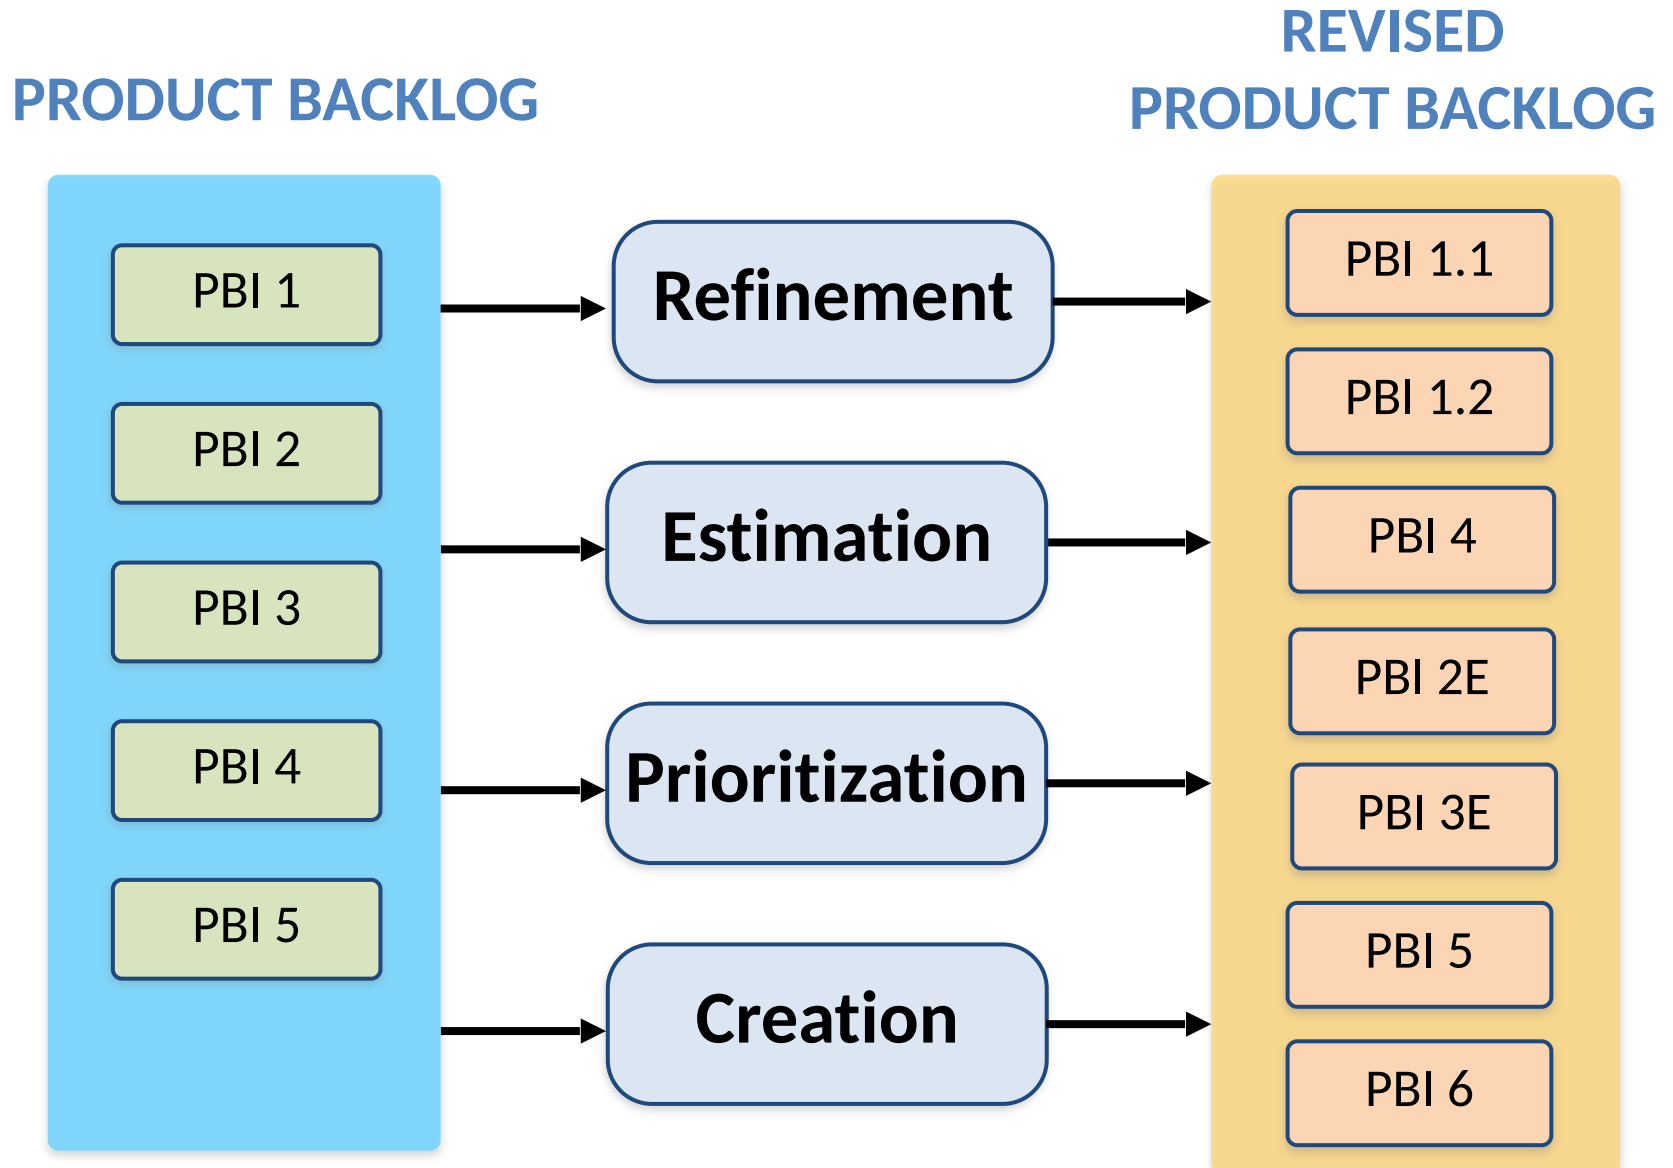 PRODUCT BACKLOG
PBI 1
PBI 2
PBI 3
PBI 4
PBI 5
Refinement
Estimation
Prioritization
Creation
REVISED
PRODUCT BACKLOG
PBI 1.1
PBI 1.2
PBI 4
PBI 2E
PBI 3E
PBI 5
PBI 6